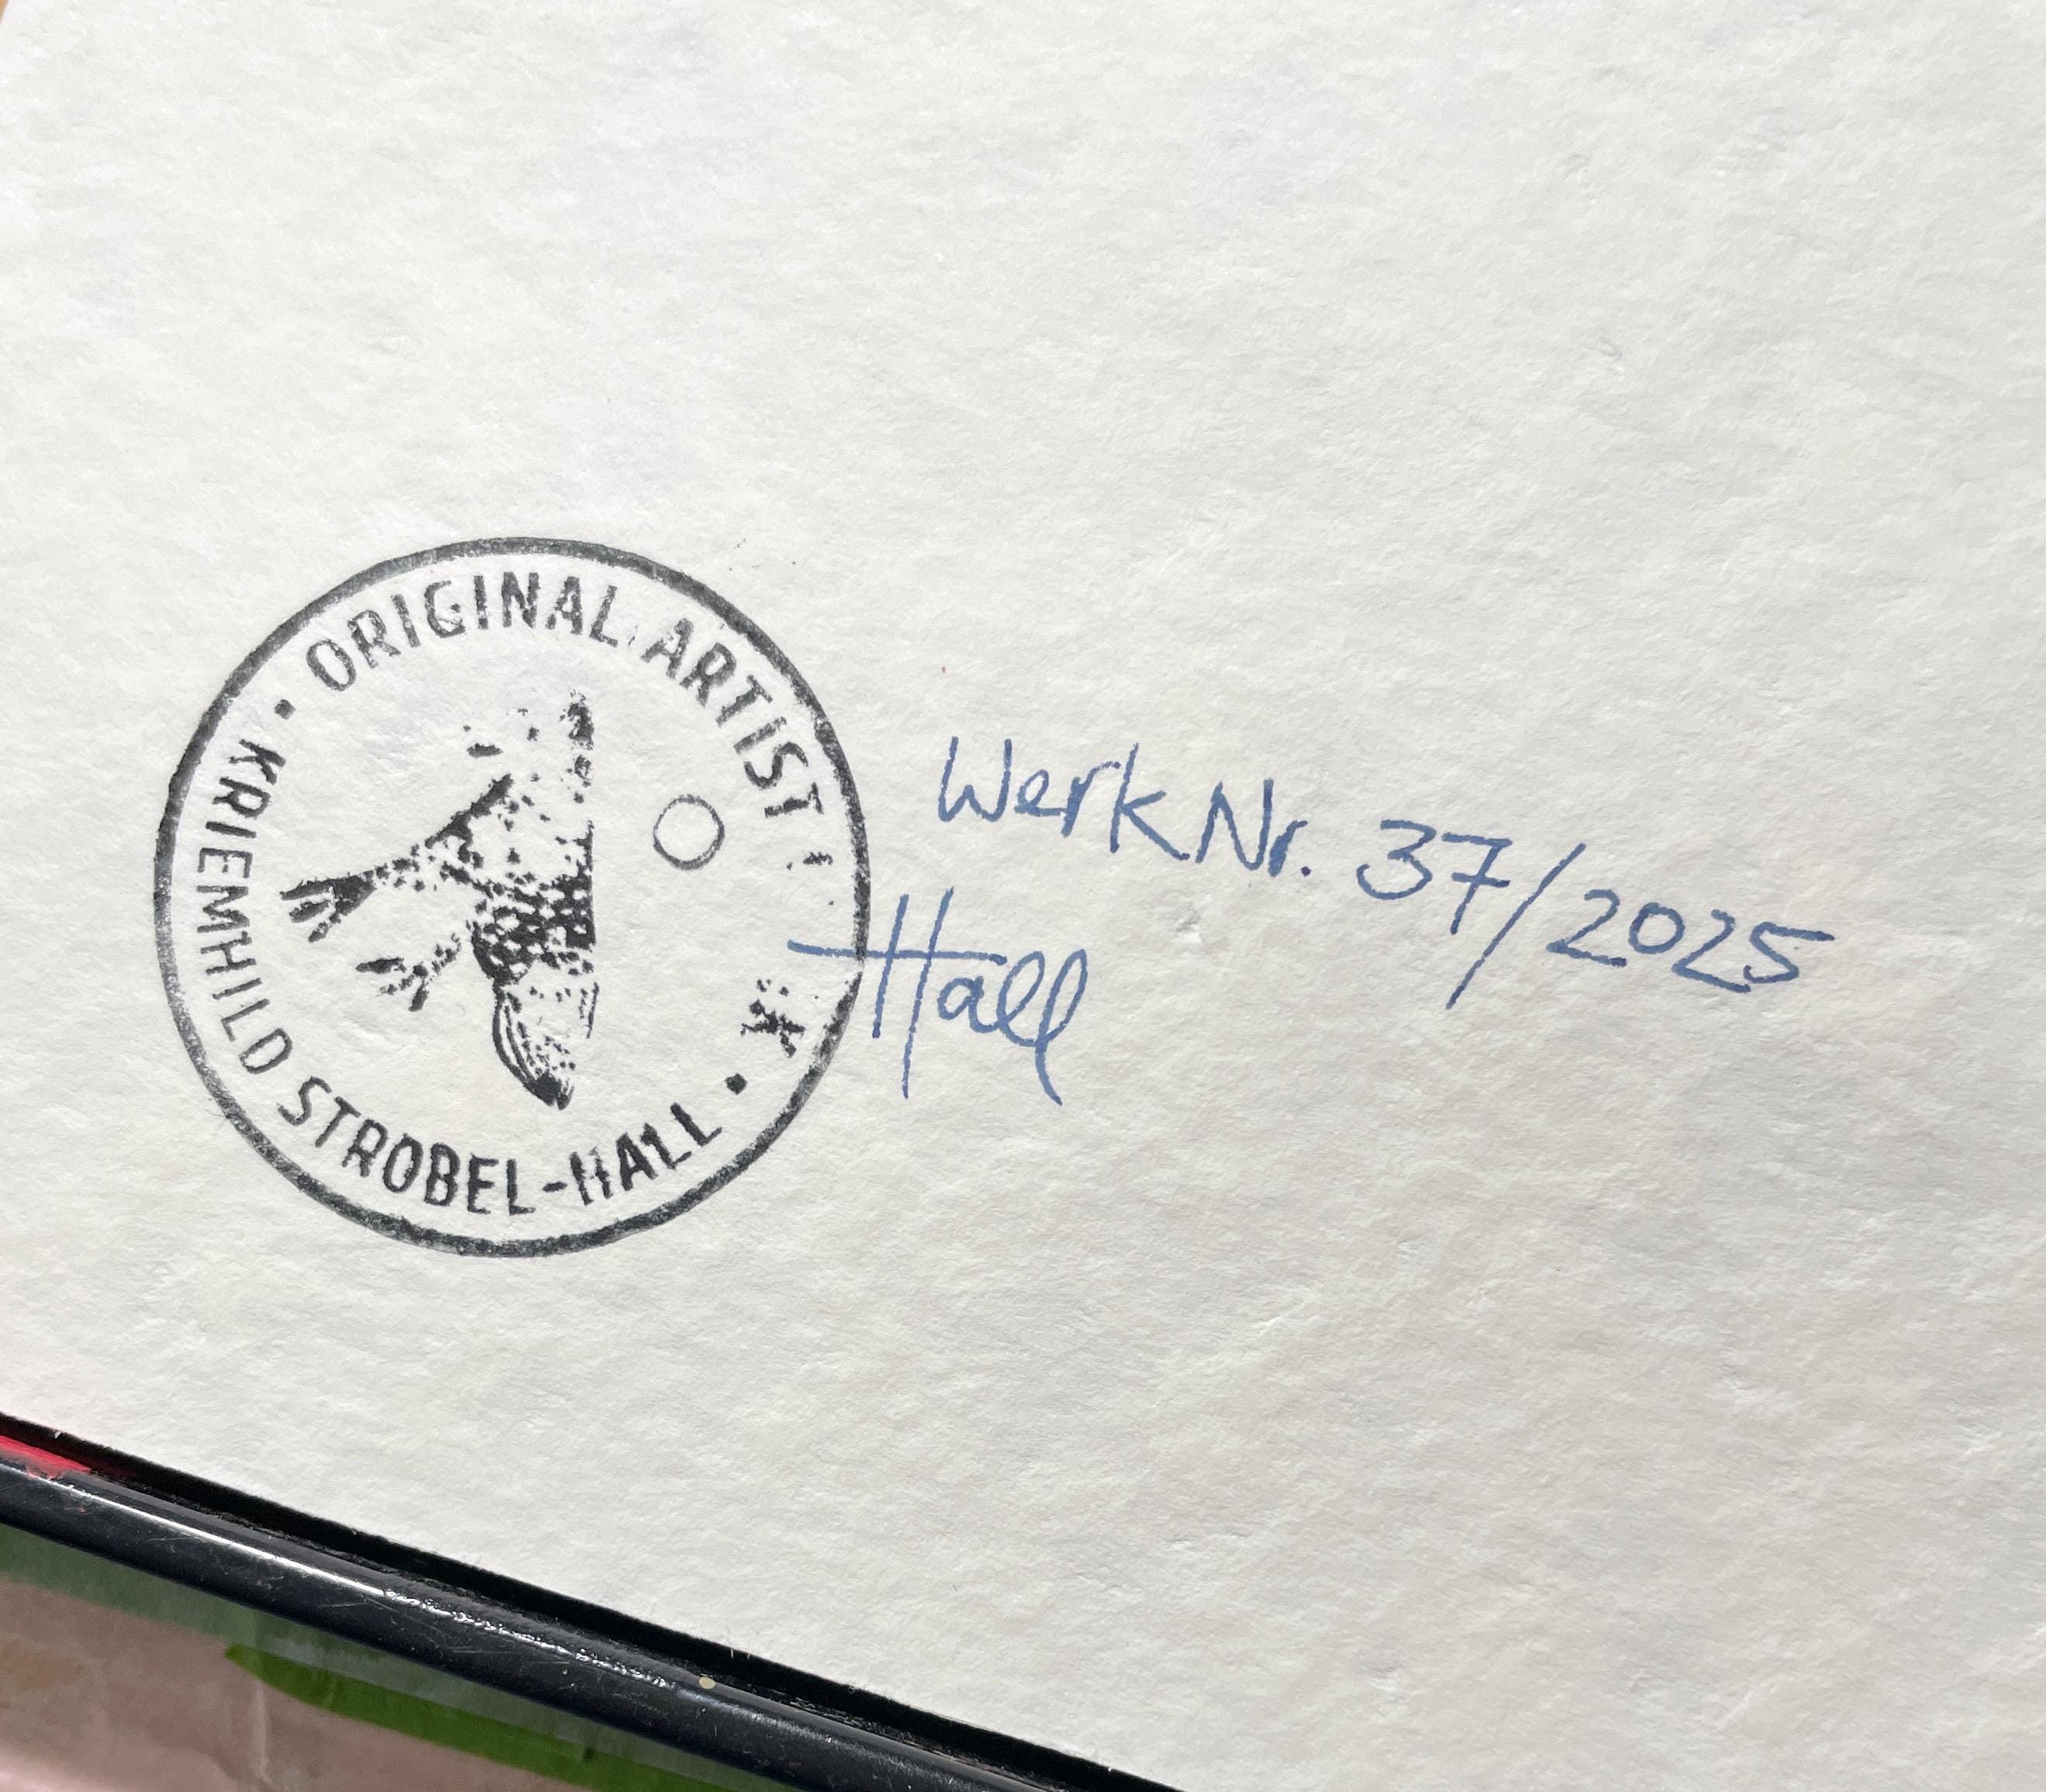 • ORIGINAL ARTIST
KRIEMHILD STROBEL-HALL •
Werk Nr. 37/2025
Hall